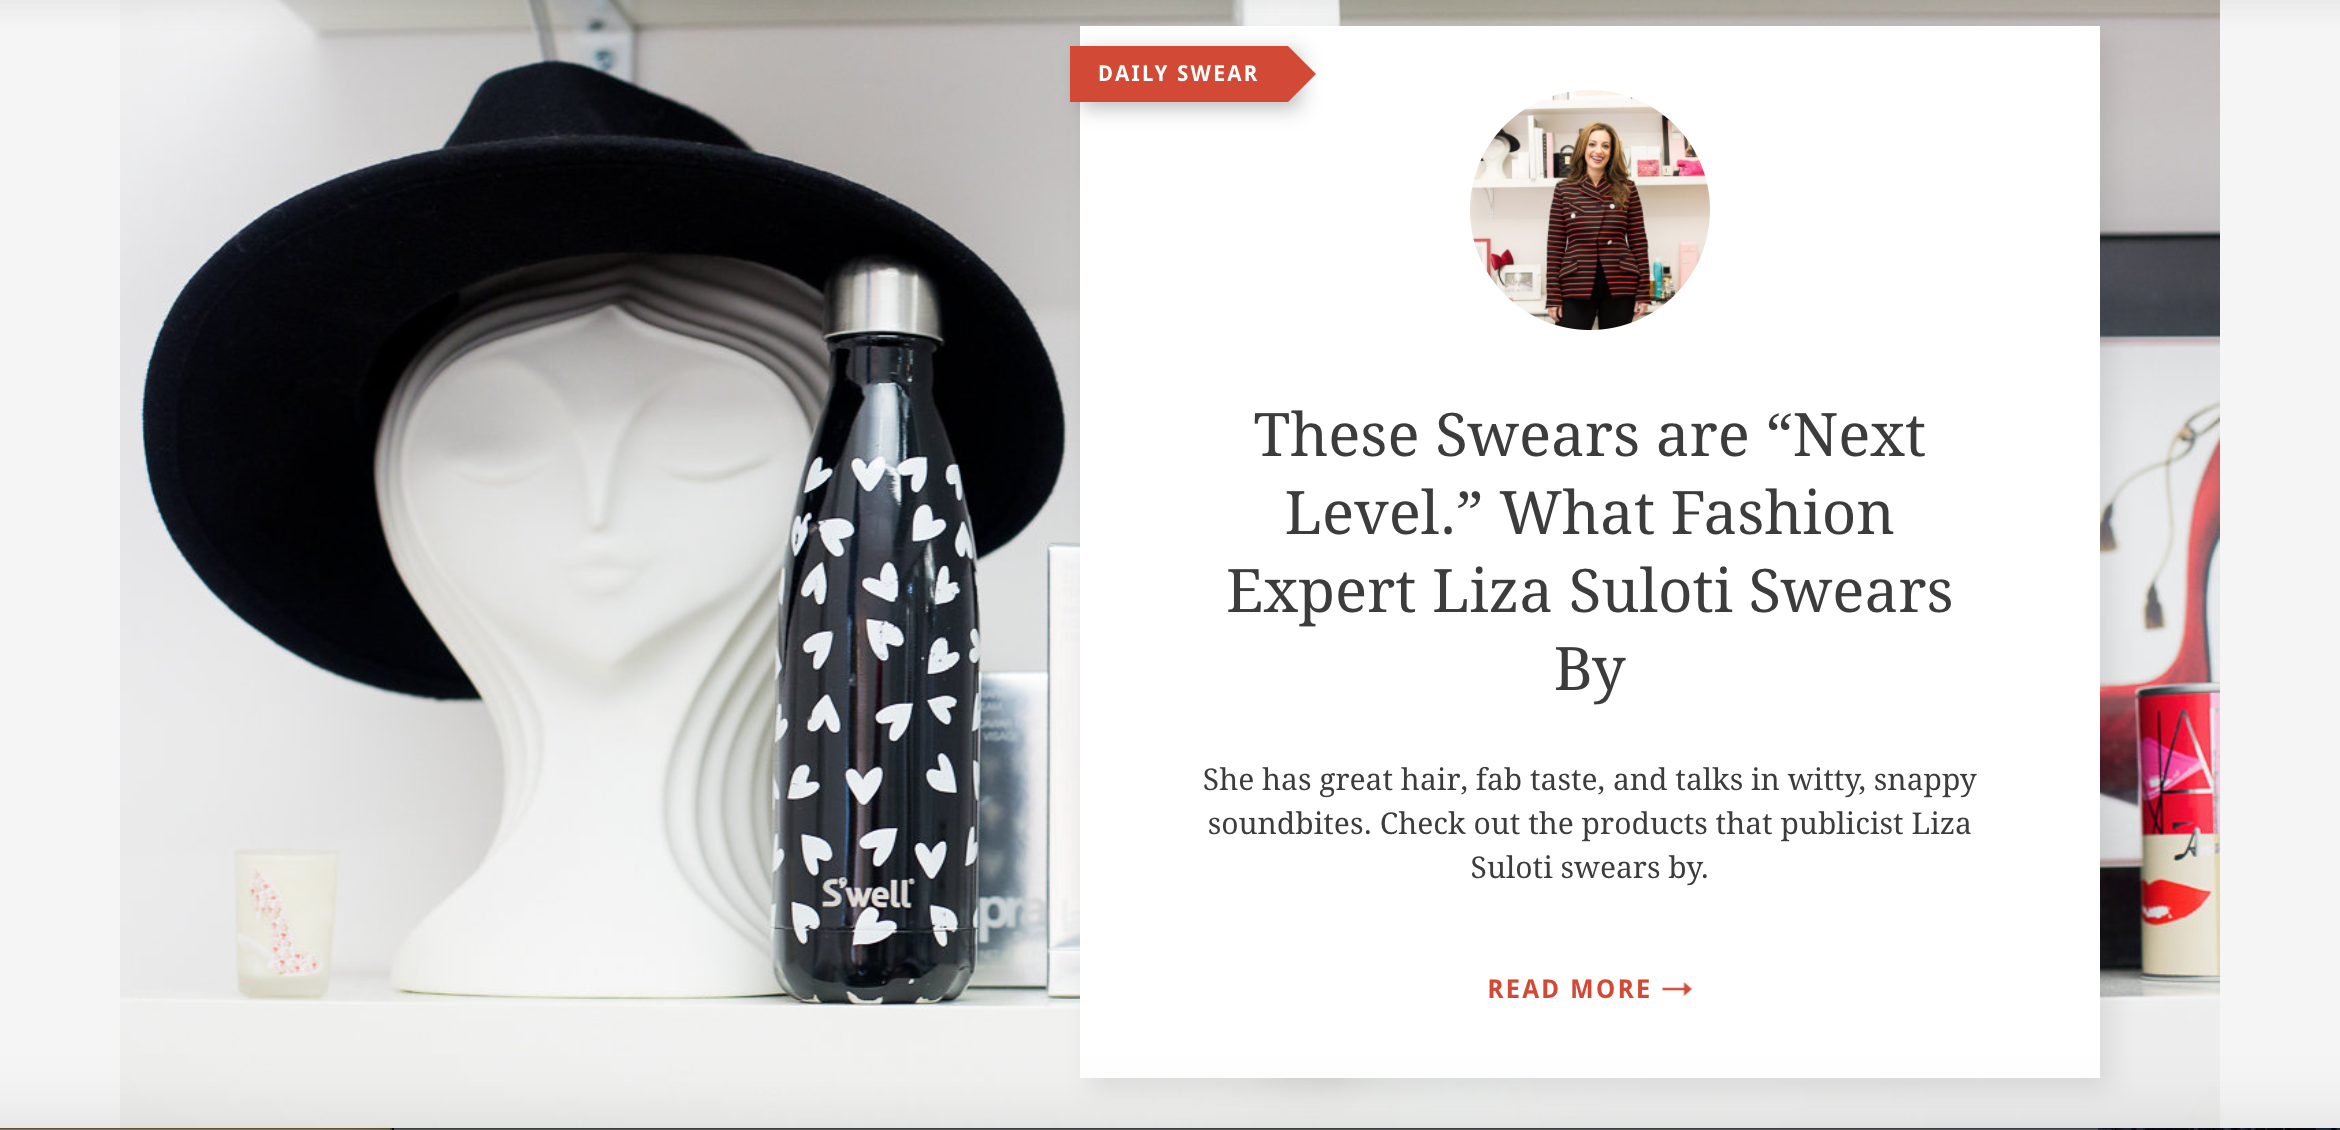 DAILY SWEAR
These Swears are “Next
Level.” What Fashion
Expert Liza Suloti Swears
By
She has great hair, fab taste, and talks in witty, snappy
soundbites. Check out the products that publicist Liza
Suloti swears by.
READ MORE →
S'well®
pra
VISAG